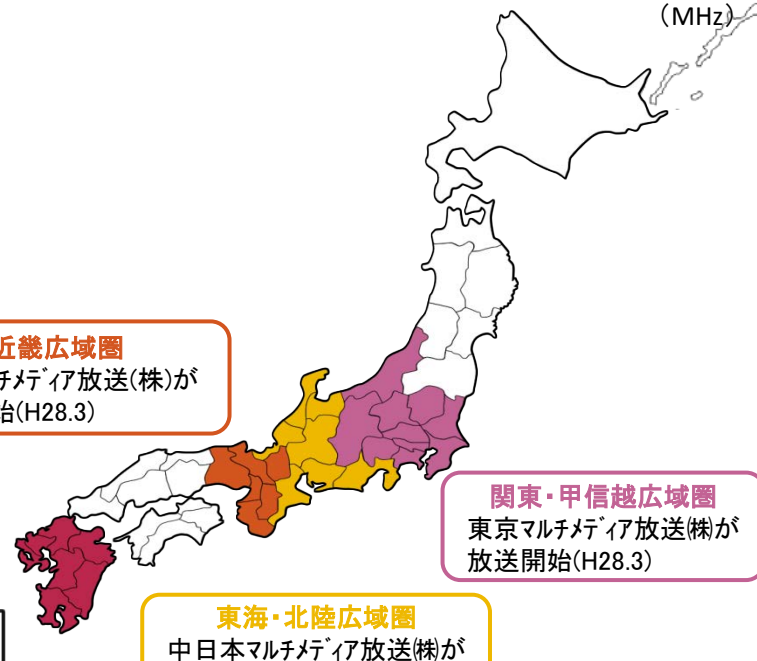 (MHz)
近畿広域圏
チメディア放送(株)が
始(H28.3)
関東・甲信越広域圏
東京マルチメディア放送㈱が
放送開始(H28.3)
東海・北陸広域圏
中日本マルチメディア放送㈱が